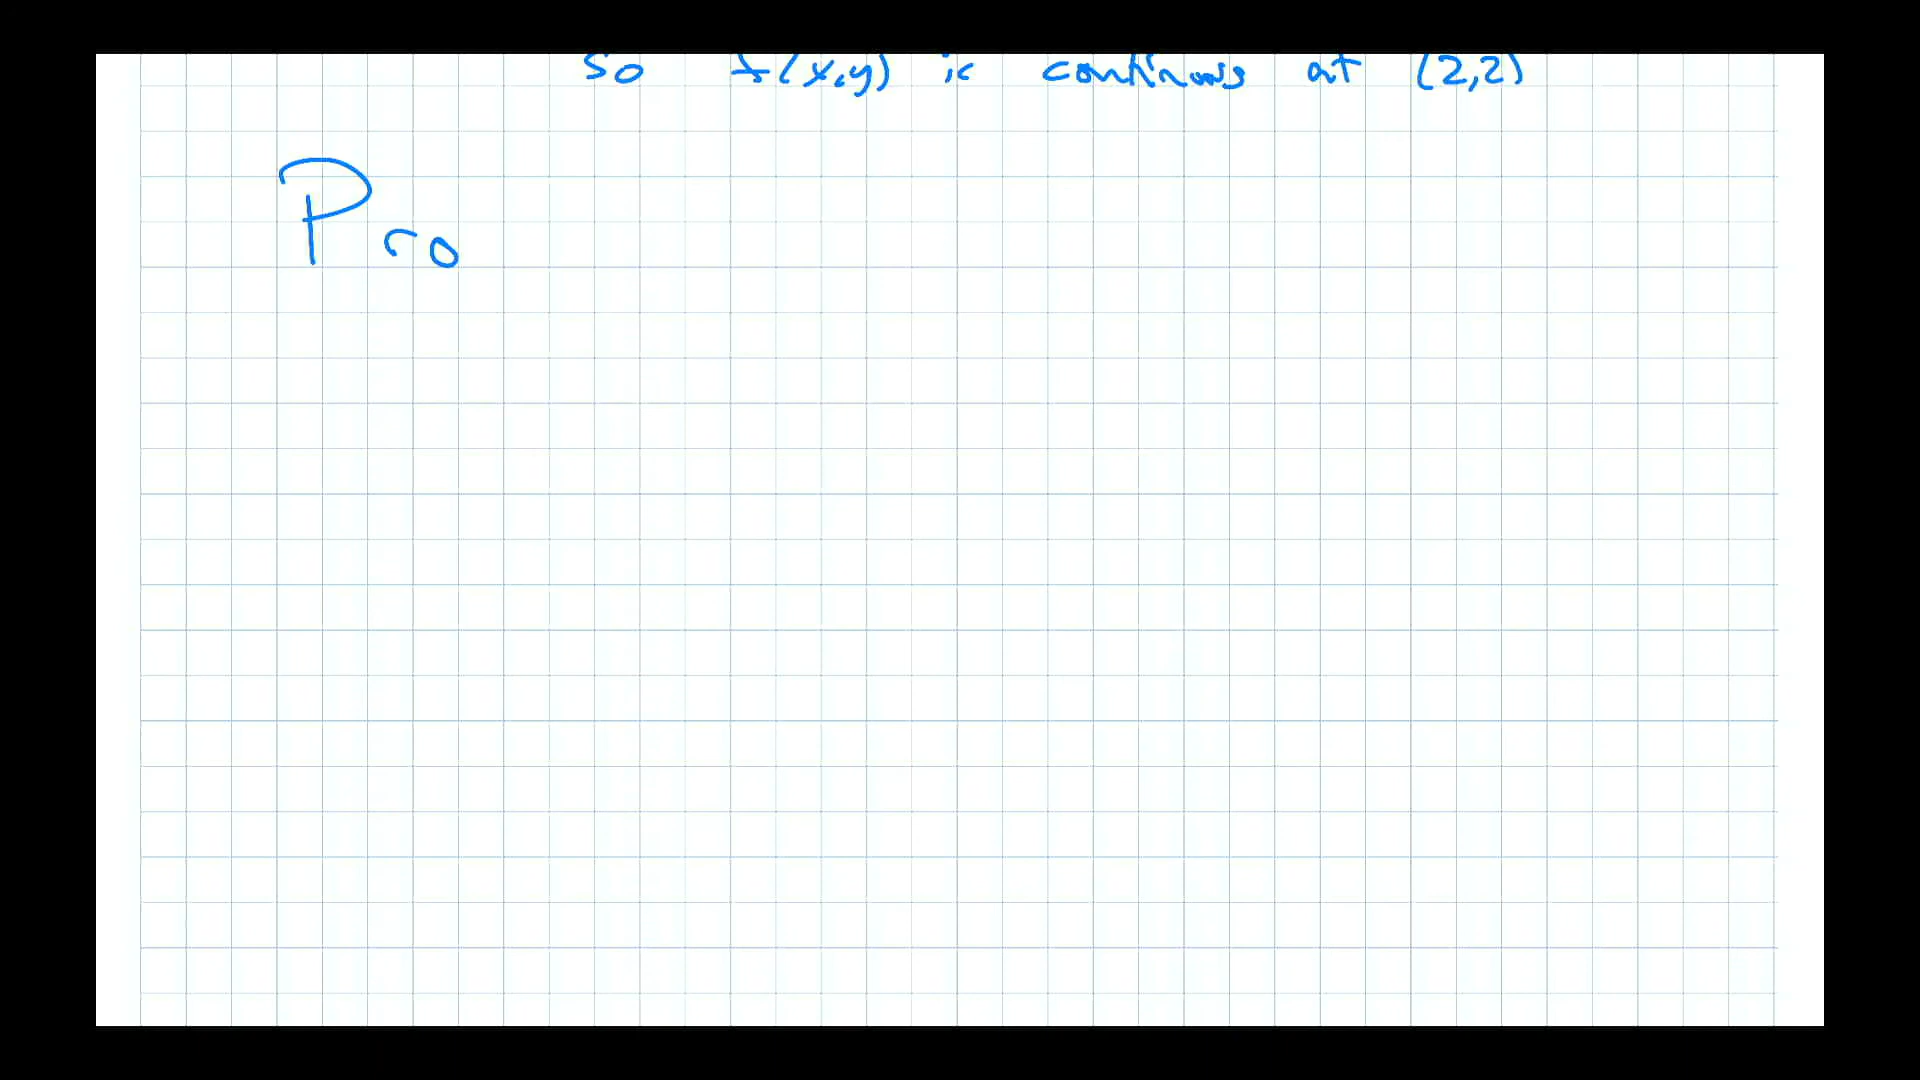 So f(x,y) is continuous at (2,2)
Pro